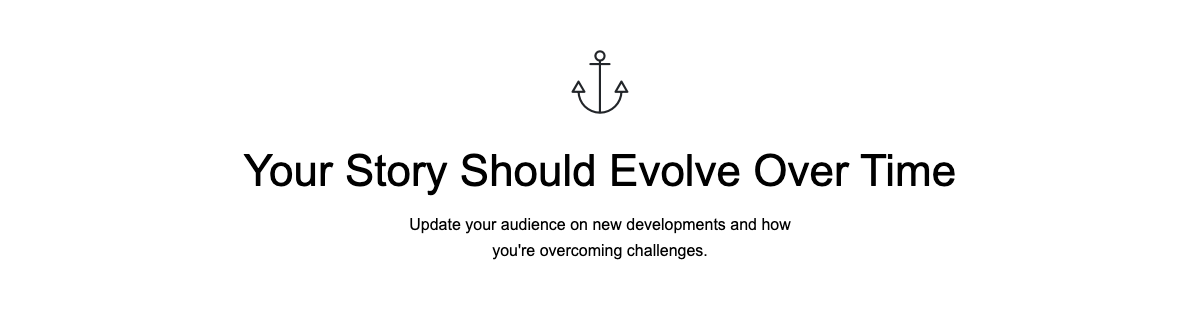 Your Story Should Evolve Over Time
Update your audience on new developments and how
you're overcoming challenges.